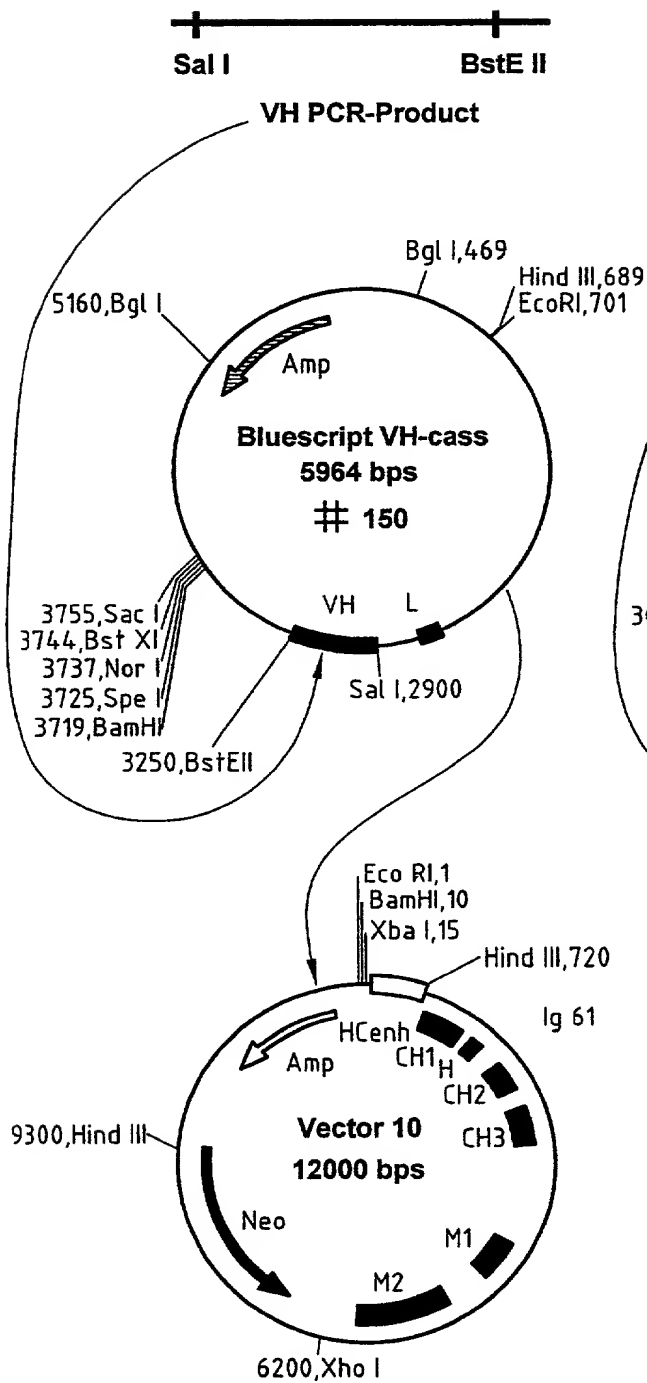 Sal I
BstE II
VH PCR-Product
Bgl I,469
Hind III,689
EcoRI,701
5160,Bgl I
Amp
Bluescript VH-cass
5964 bps
# 150
VH
L
3755,Sac I
3744,Bst XI
3737,Nor I
3725,Spe I
3719,BamHI
Sal I,2900
3250,BstEII
Eco RI,1
BamHI,10
Xba I,15
Hind III,720
Ig 61
HCenh
CH1
H
CH2
CH3
Amp
Vector 10
12000 bps
9300,Hind III
Neo
M1
M2
6200,Xho I